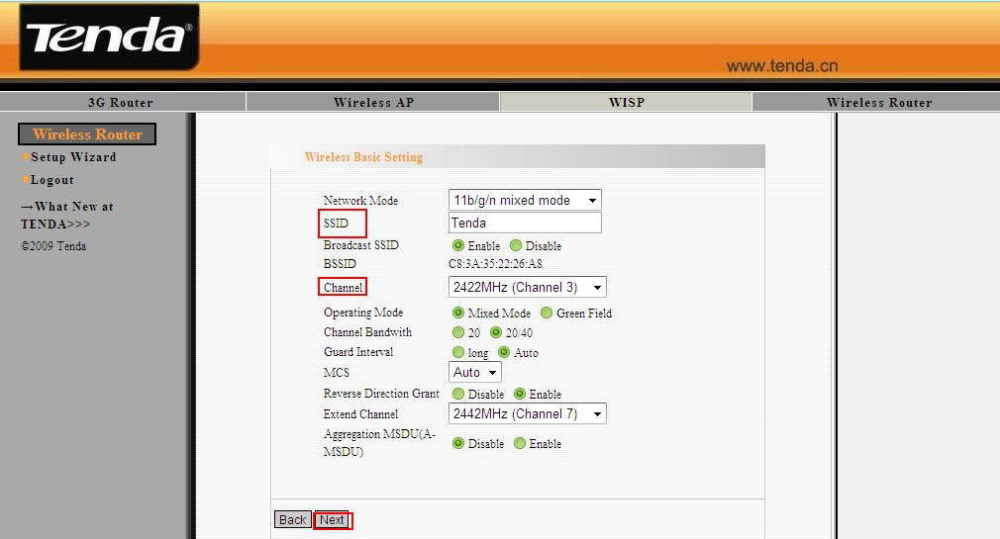 Tenda®
www.tenda.cn
3G Router Wireless AP WISP Wireless Router
Wireless Router
Setup Wizard
Logout
→What New at
TENDA>>>
©2009 Tenda
Wireless Basic Setting
Network Mode 11b/g/n mixed mode
SSID Tenda
Broadcast SSID Enable Disable
BSSID C8:3A:35:22:26:A8
Channel 2422MHz (Channel 3)
Operating Mode Mixed Mode Green Field
Channel Bandwith 20 20/40
Guard Interval long Auto
MCS Auto
Reverse Direction Grant Disable Enable
Extend Channel 2442MHz (Channel 7)
Aggregation MSDU(A-
MSDU) Disable Enable
Back Next